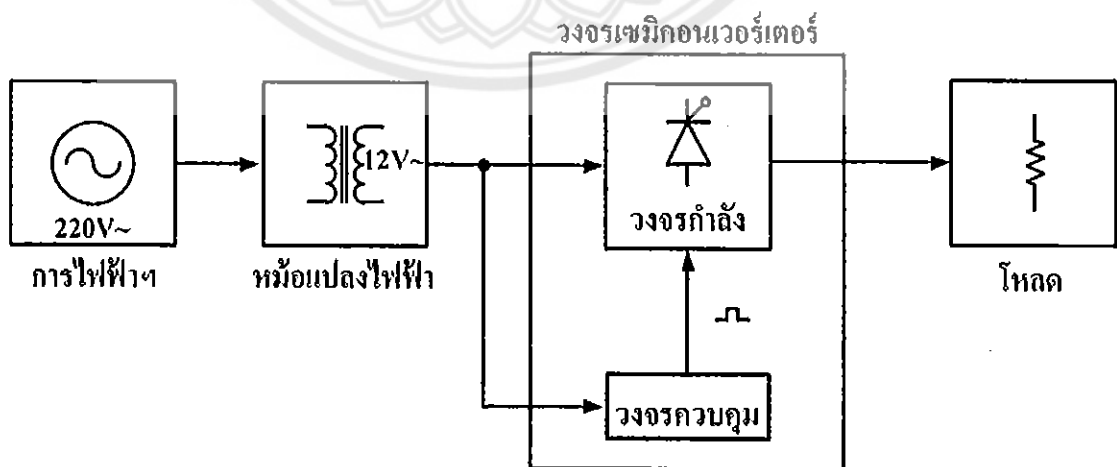 วงจรเซมิคอนเวอร์เตอร์
220V~
12V~
วงจรกำลัง
การไฟฟ้าฯ
หม้อแปลงไฟฟ้า
โหลด
วงจรควบคุม